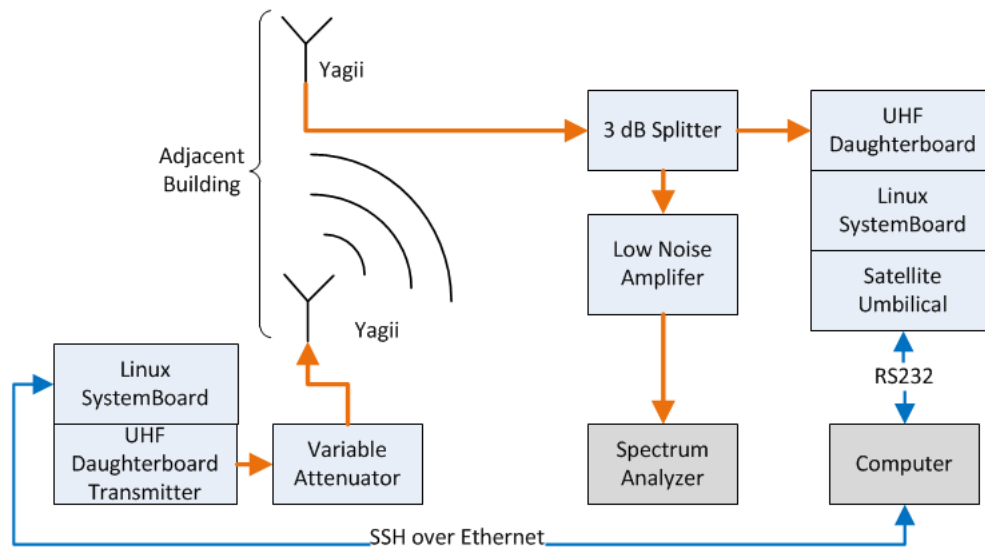 Yagii
Adjacent
Building
3 dB Splitter
UHF
Daughterboard
Linux
SystemBoard
Low Noise
Amplifer
Satellite
Umbilical
Yagii
RS232
Linux
SystemBoard
UHF
Daughterboard
Transmitter
Variable
Attenuator
Spectrum
Analyzer
Computer
SSH over Ethernet